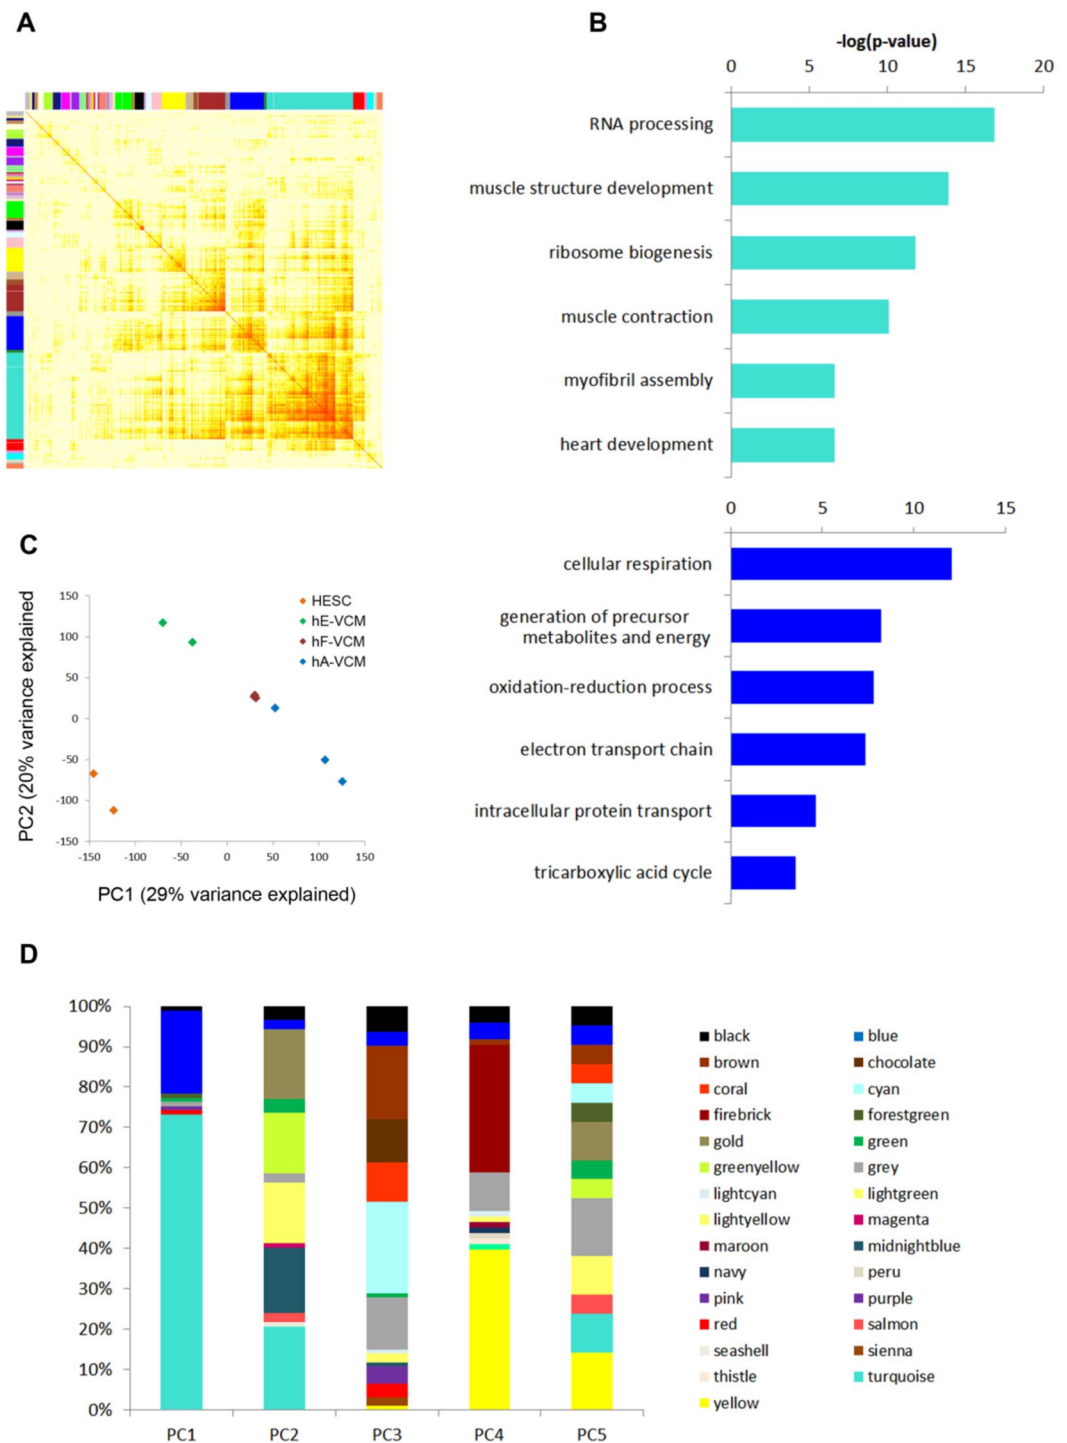 A
B
-log(p-value)
0 5 10 15 20
RNA processing
muscle structure development
ribosome biogenesis
muscle contraction
myofibril assembly
heart development
0 5 10 15
cellular respiration
generation of precursor
metabolites and energy
oxidation-reduction process
electron transport chain
intracellular protein transport
tricarboxylic acid cycle
C
PC2 (20% variance explained)
150
100
50
0
-50
-100
-150
-150 -100 -50 0 50 100 150
HESC
hE-VCM
hF-VCM
hA-VCM
PC1 (29% variance explained)
D
100%
90%
80%
70%
60%
50%
40%
30%
20%
10%
0%
PC1 PC2 PC3 PC4 PC5
black blue
brown chocolate
coral cyan
firebrick forestgreen
gold green
greenyellow grey
lightcyan lightgreen
lightyellow magenta
maroon midnightblue
navy peru
pink purple
red salmon
seashell sienna
thistle turquoise
yellow